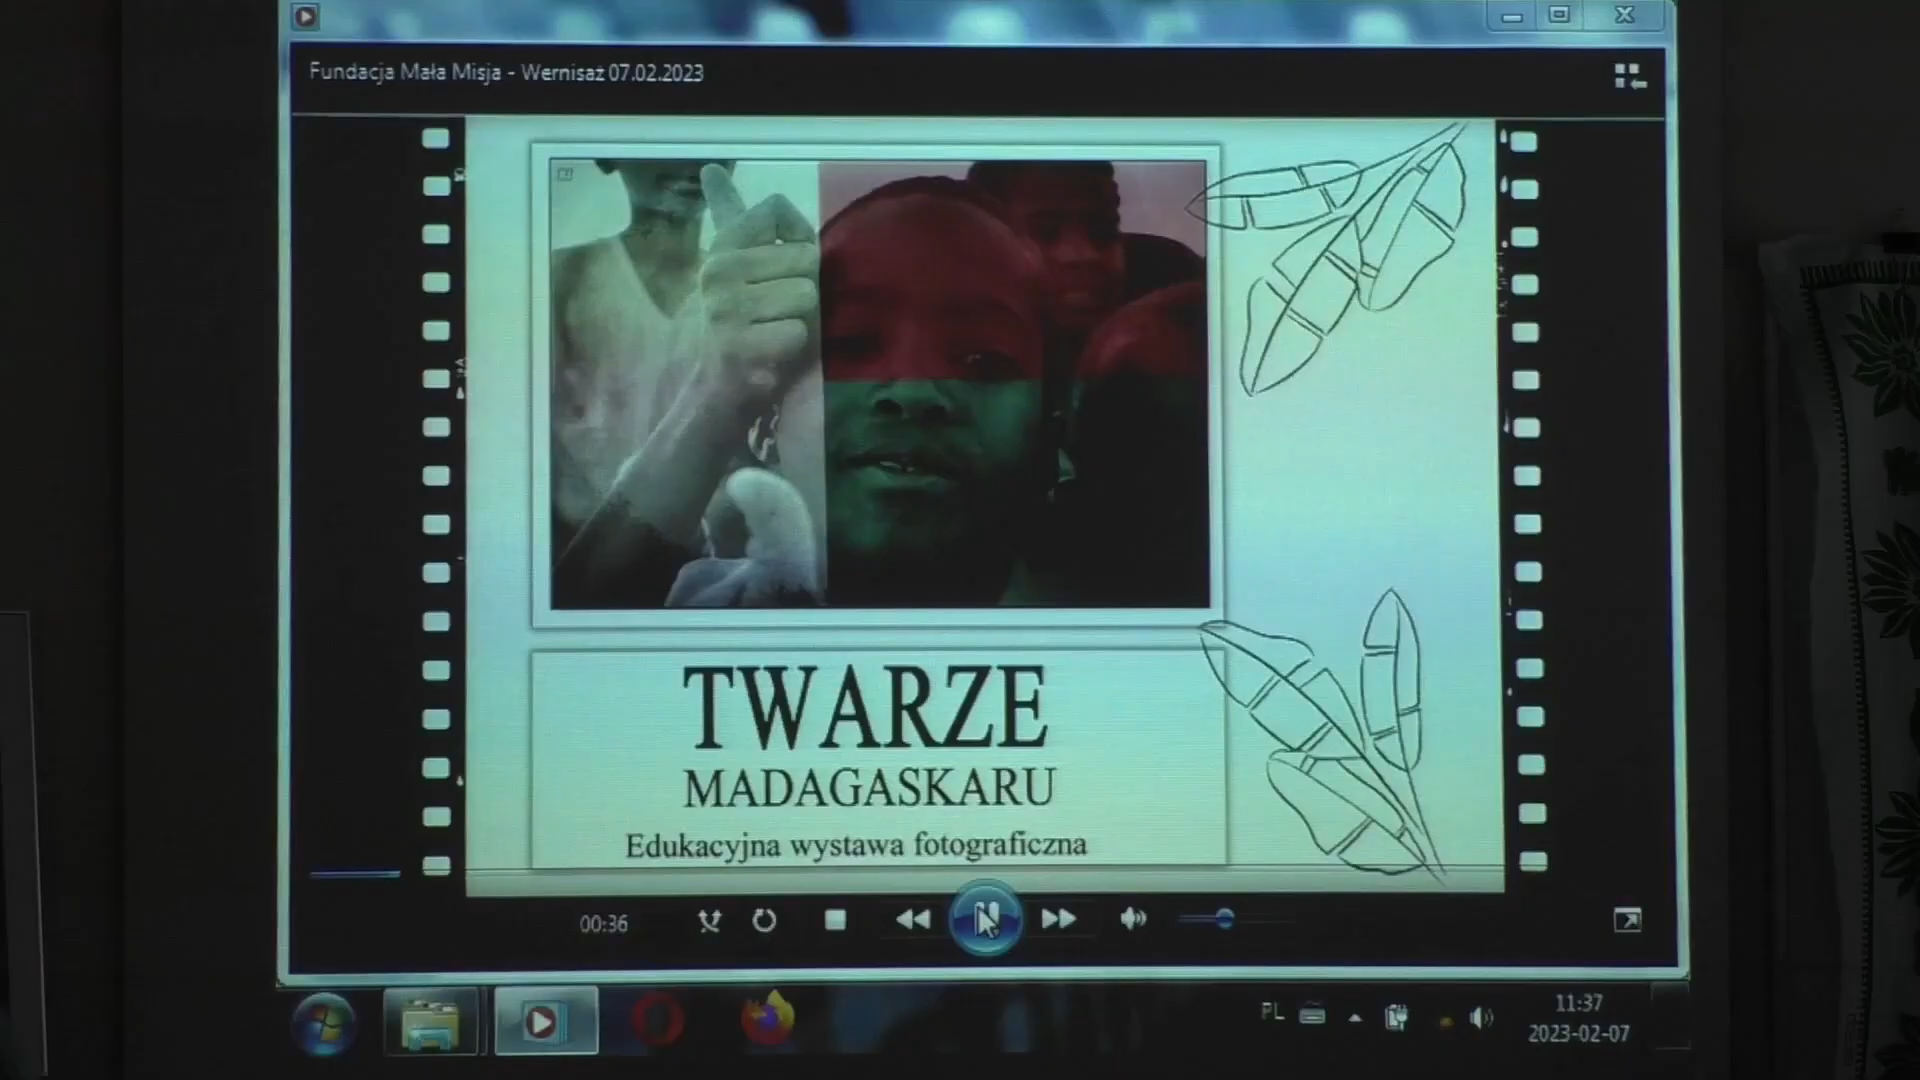 Fundacja Mała Misja - Wernisaż 07.02.2023
TWARZE
MADAGASKARU
Edukacyjna wystawa fotograficzna
00:36
PL
11:37
2023-02-07